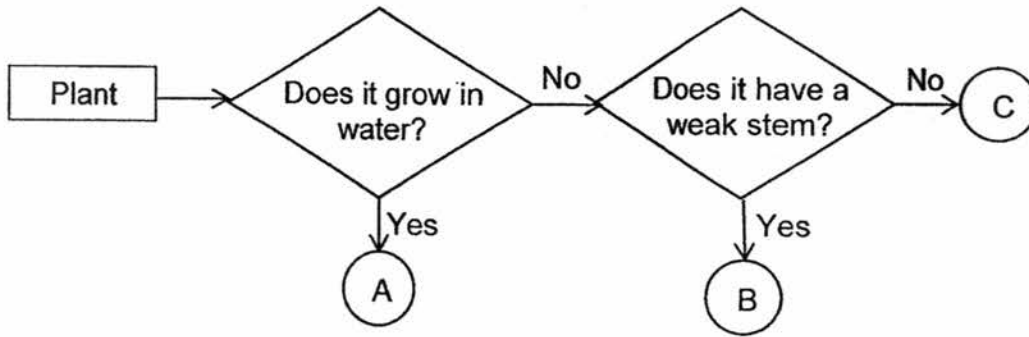 Plant
Does it grow in
water?
No
Does it have a
weak stem?
No
C
Yes
A
Yes
B